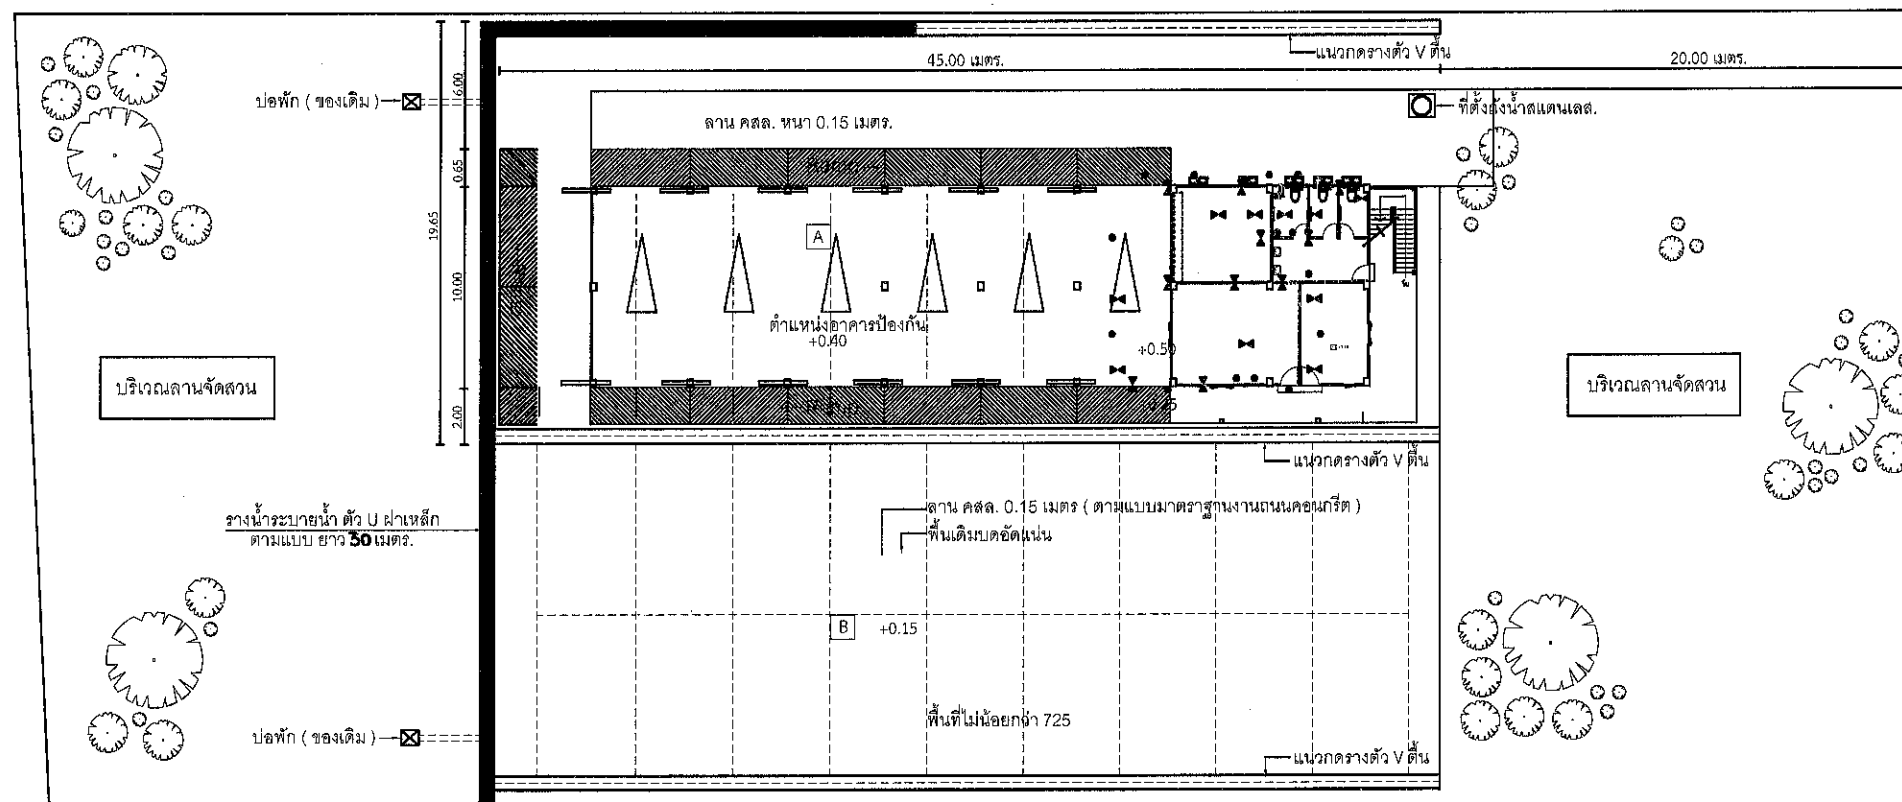 แนวกดรางตัว V ตื้น
45.00 เมตร.
20.00 เมตร.
6.00
บ่อพัก ( ของเดิม )
ที่ตั้งถังน้ำสแตนเลส.
ลาน คสล. หนา 0.15 เมตร.
0.65
19.65
A
10.00
ตำแหน่งอาคารป้องกัน
+0.40
+0.50
บริเวณลานจัดสวน
บริเวณลานจัดสวน
2.00
แนวกดรางตัว V ตื้น
ลาน คสล. 0.15 เมตร ( ตามแบบมาตราฐานงานถนนคอนกรีต )
รางน้ำระบายน้ำ ตัว U ฝาเหล็ก
ตามแบบ ยาว 30 เมตร.
พื้นเดิมบดอัดแน่น
B
+0.15
พื้นที่ไม่น้อยกว่า 725
บ่อพัก ( ของเดิม )
แนวกดรางตัว V ตื้น